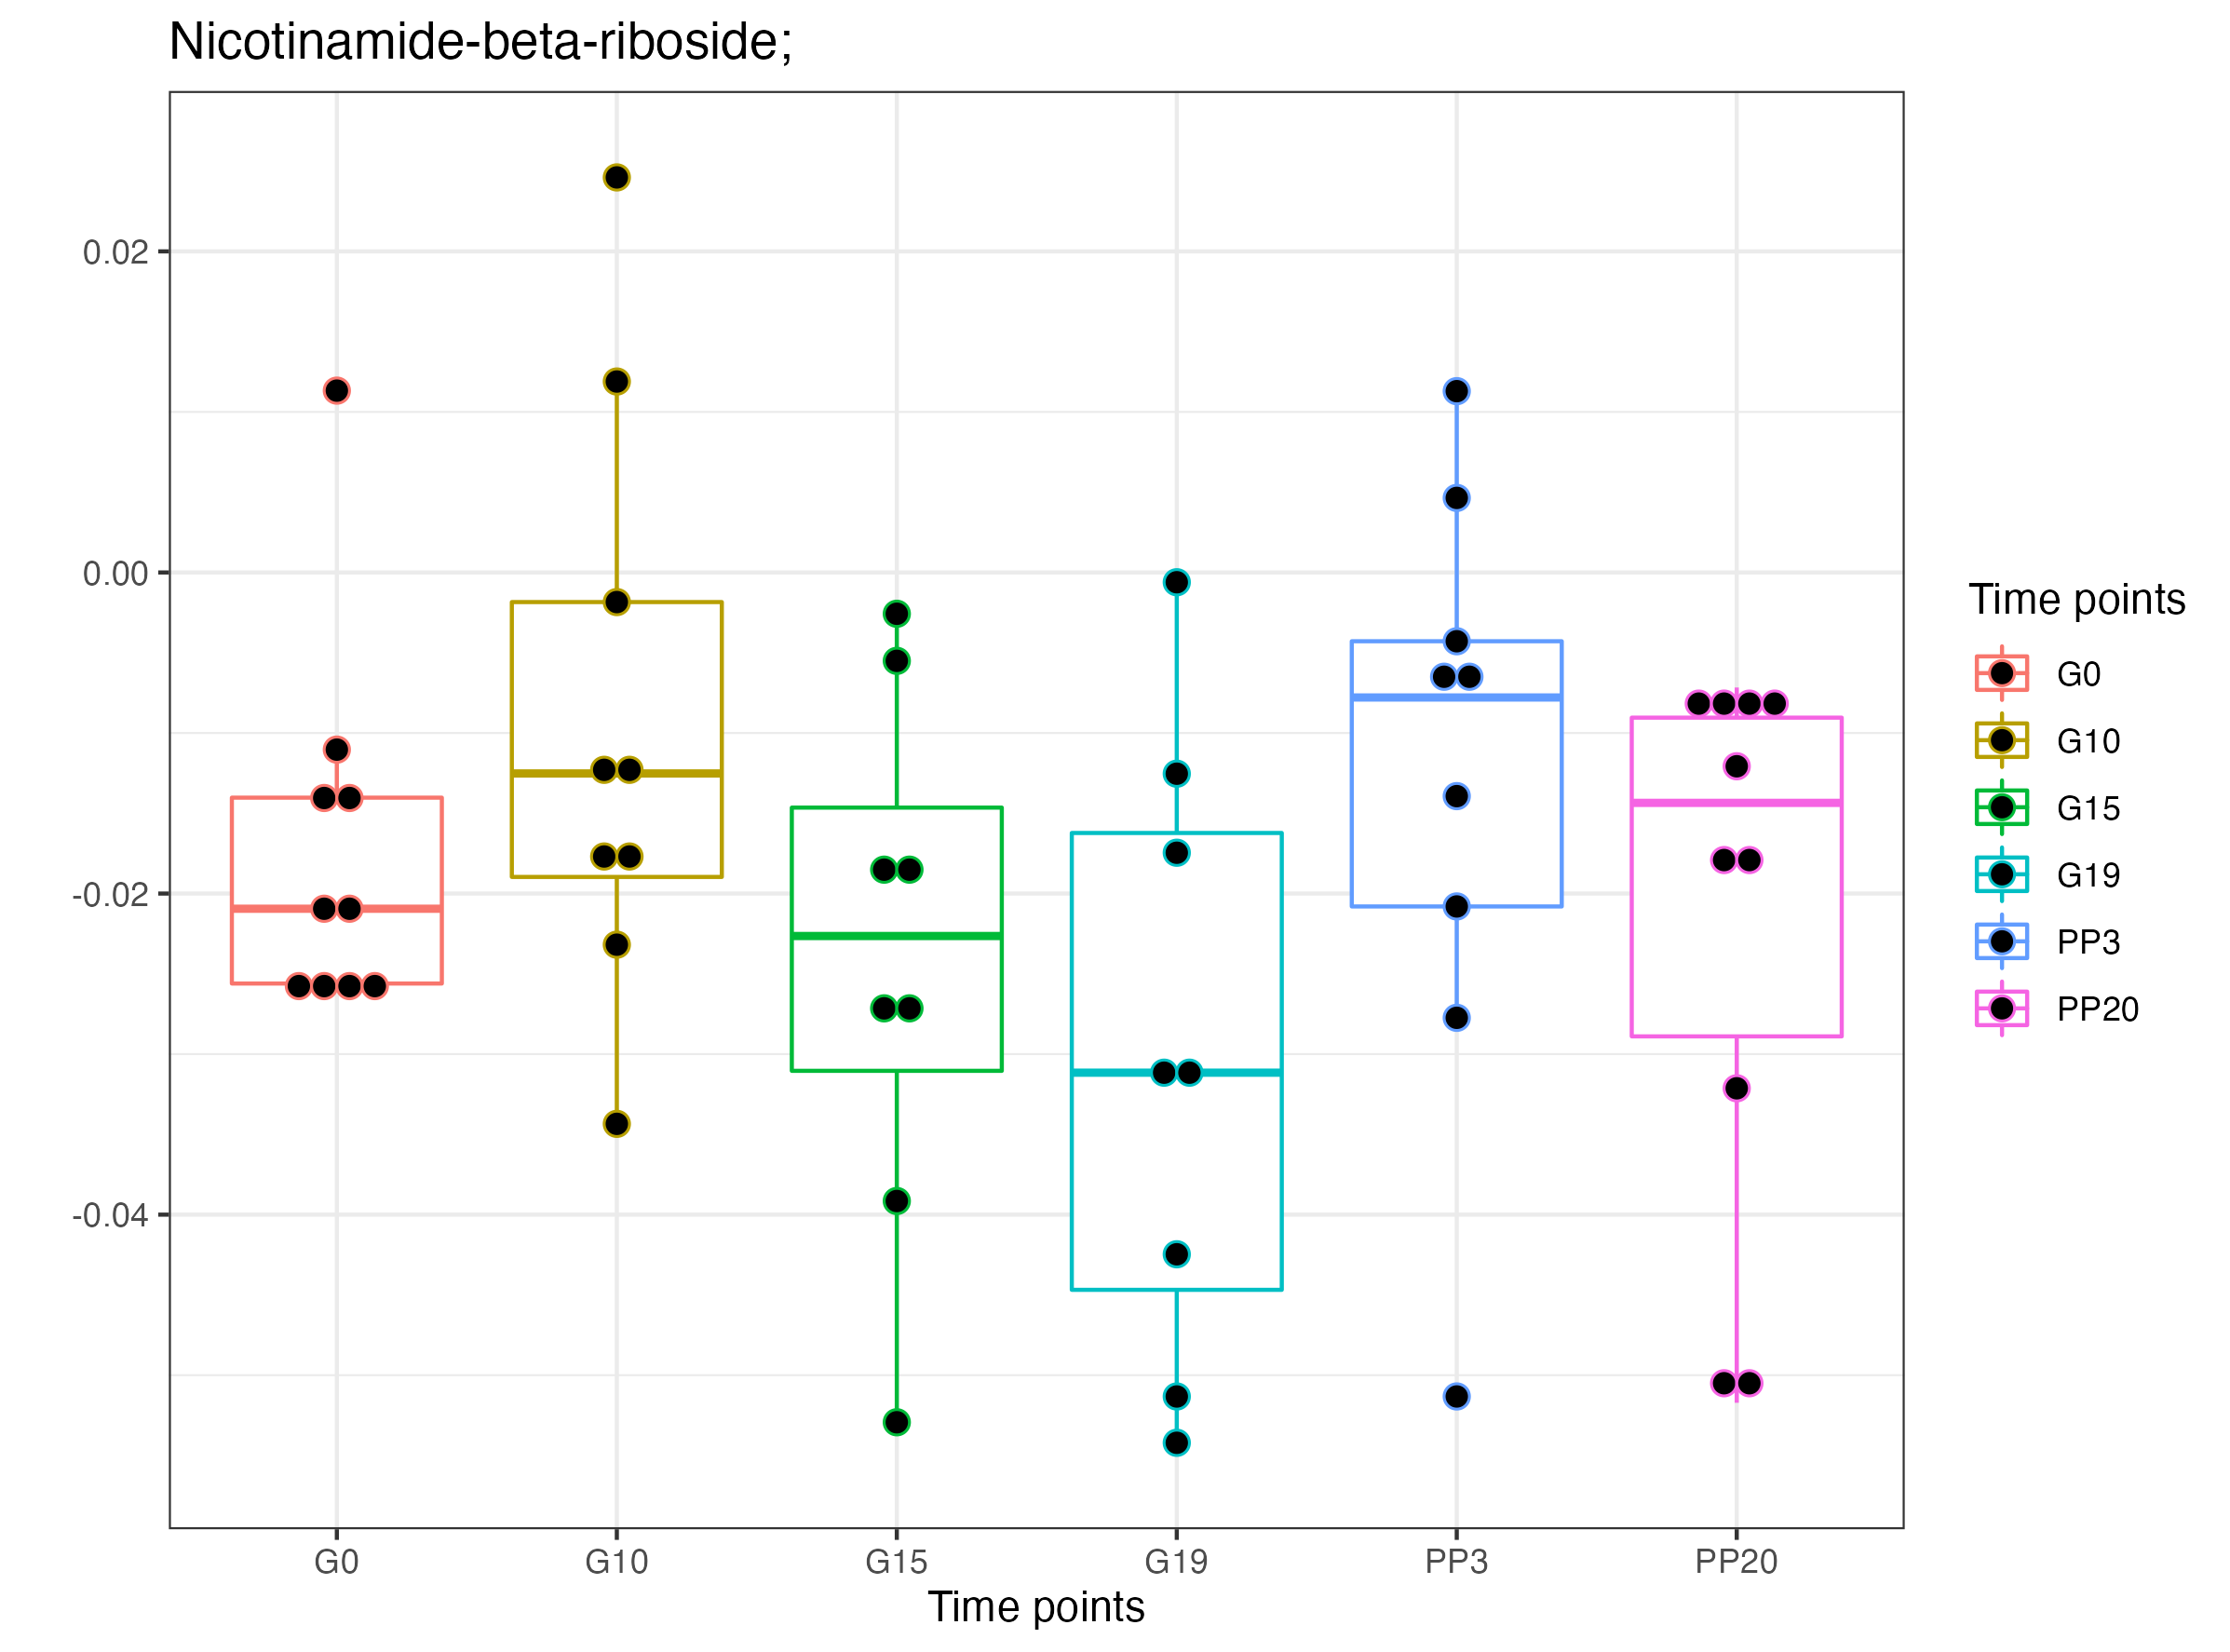 Nicotinamide-beta-riboside;
0.02
0.00
-0.02
-0.04
G0 G10 G15 G19 PP3 PP20
Time points
Time points
G0
G10
G15
G19
PP3
PP20